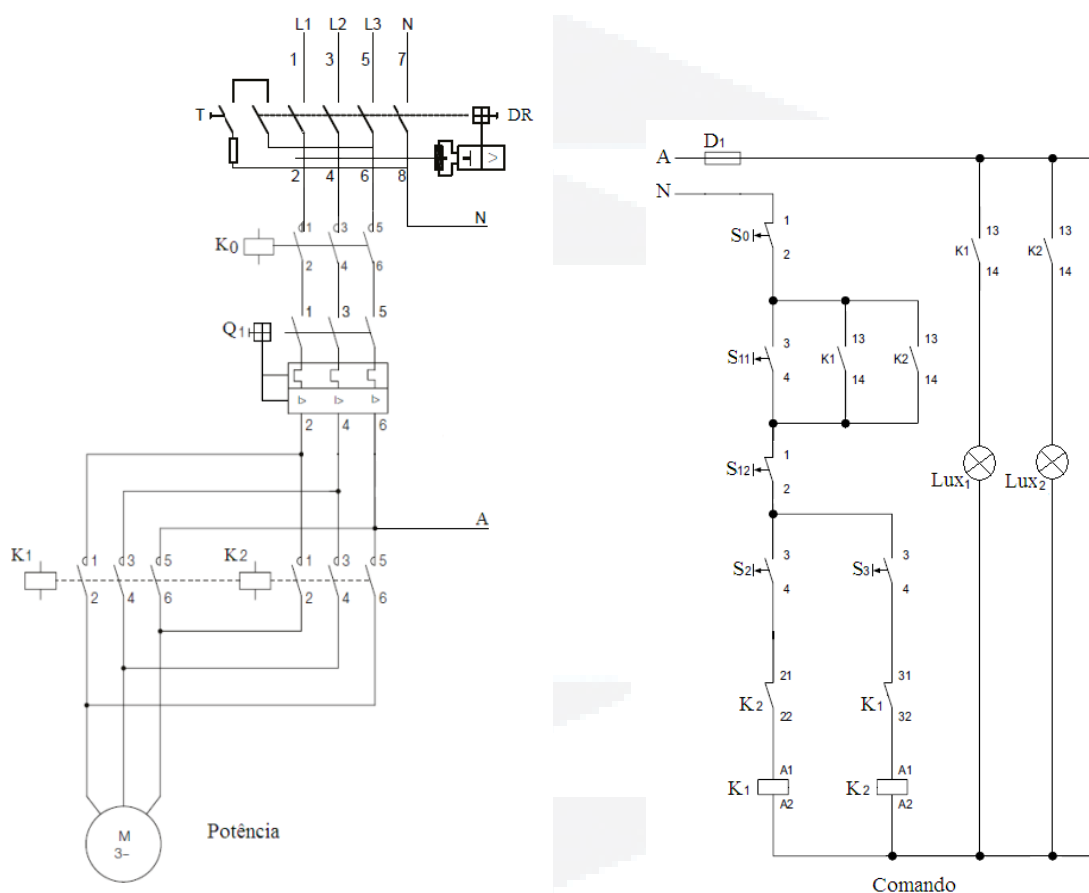 L1 L2 L3 N
1 3 5 7
T DR
2 4 6 8
N
K0 1 3 5
2 4 6
Q1 1 3 5
2 4 6
A
K1 1 3 5 K2 1 3 5
2 4 6 2 4 6
M
3~
Potência
A D1
N
S0 1
2
S11 3
4
K1 13
14
K2 13
14
S12 1
2
S2 3
4
S3 3
4
K2 21
22
K1 31
32
K1 A1
A2
K2 A1
A2
K1 13
14
K2 13
14
Lux1 Lux2
Comando